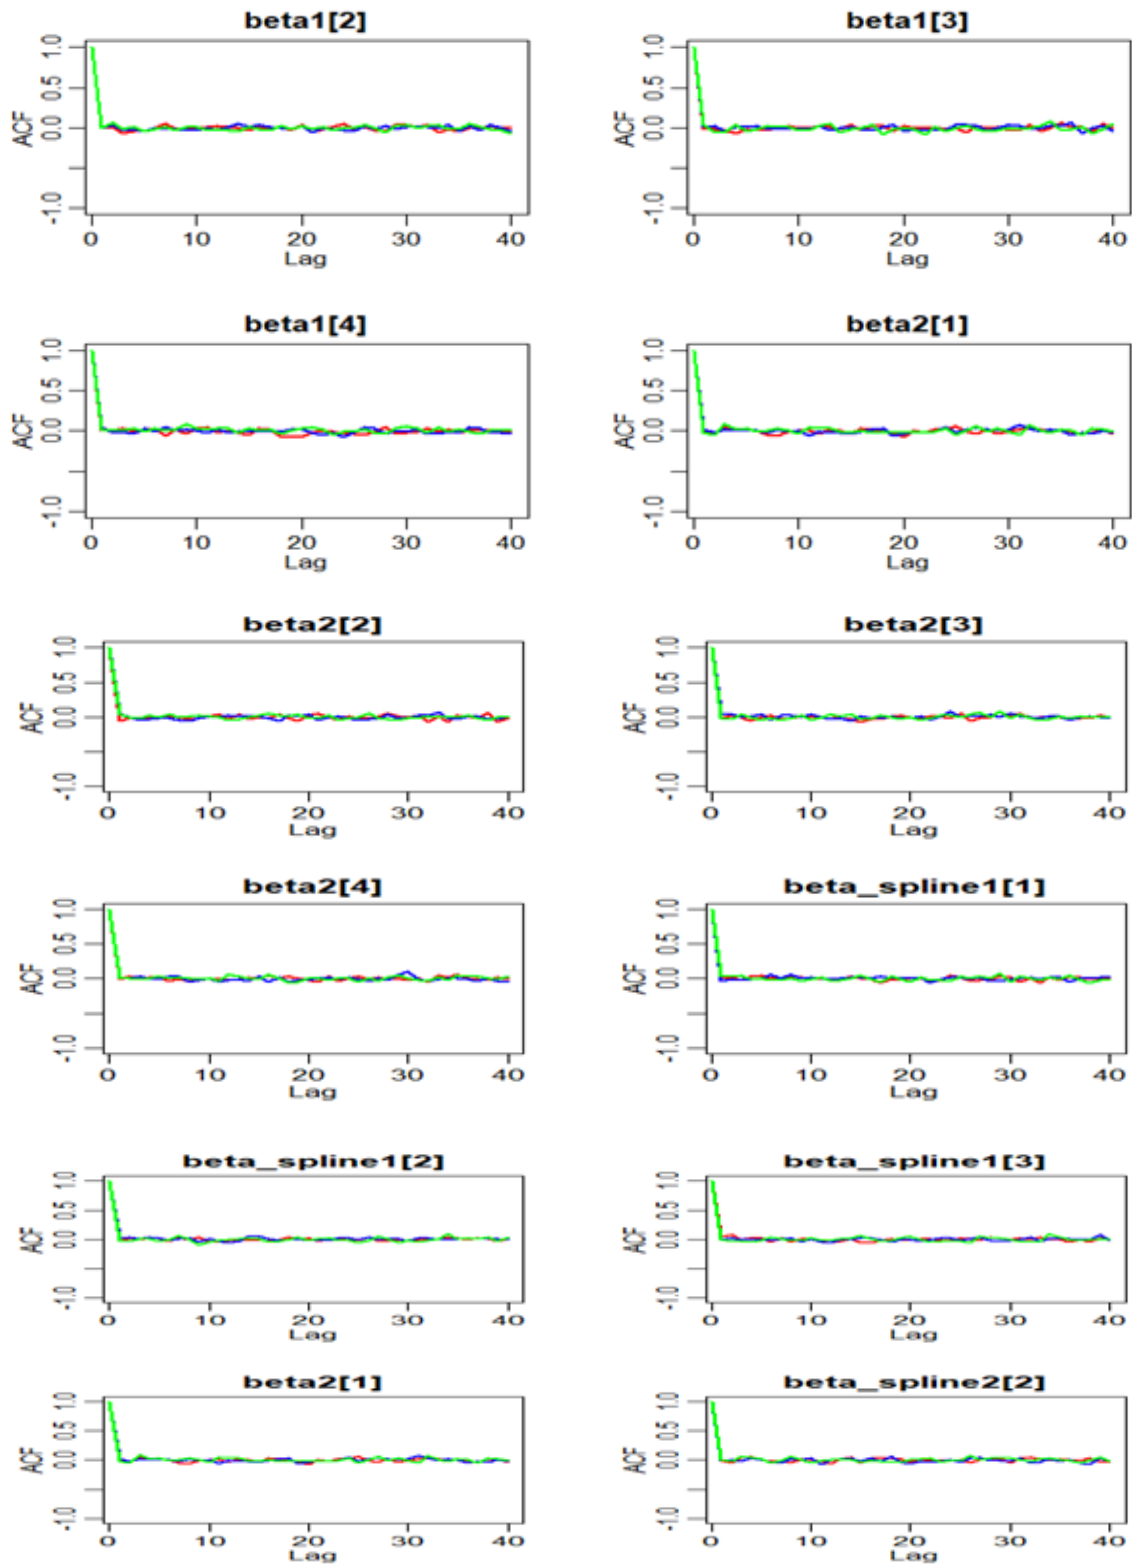 beta1[2]
ACF
-1.0 0.0 0.5 1.0
0 10 20 30 40
Lag
beta1[3]
ACF
-1.0 0.0 0.5 1.0
0 10 20 30 40
Lag
beta1[4]
ACF
-1.0 0.0 0.5 1.0
0 10 20 30 40
Lag
beta2[1]
ACF
-1.0 0.0 0.5 1.0
0 10 20 30 40
Lag
beta2[2]
ACF
-1.0 0.0 0.5 1.0
0 10 20 30 40
Lag
beta2[3]
ACF
-1.0 0.0 0.5 1.0
0 10 20 30 40
Lag
beta2[4]
ACF
-1.0 0.0 0.5 1.0
0 10 20 30 40
Lag
beta_spline1[1]
ACF
-1.0 0.0 0.5 1.0
0 10 20 30 40
Lag
beta_spline1[2]
ACF
-1.0 0.0 0.5 1.0
0 10 20 30 40
Lag
beta_spline1[3]
ACF
-1.0 0.0 0.5 1.0
0 10 20 30 40
Lag
beta2[1]
ACF
-1.0 0.0 0.5 1.0
0 10 20 30 40
Lag
beta_spline2[2]
ACF
-1.0 0.0 0.5 1.0
0 10 20 30 40
Lag